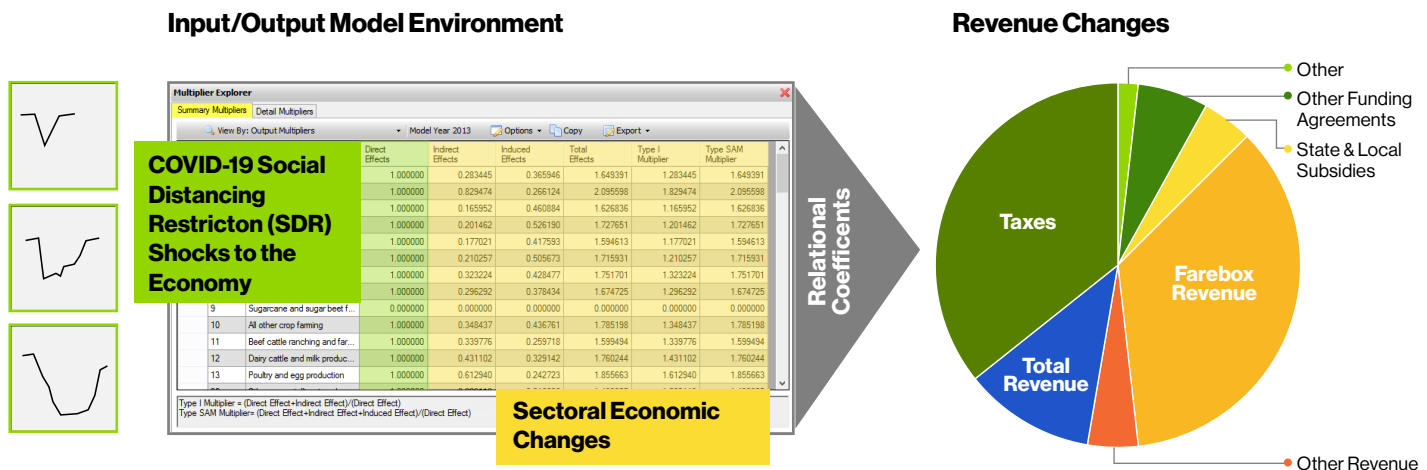 Input/Output Model Environment
Revenue Changes
Multiplier Explorer
Summary Multipliers Detail Multipliers
View By: Output Multipliers Model Year 2013 Options Copy Export
COVID-19 Social
Distancing
Restricton (SDR)
Shocks to the
Economy
Direct Effects Indirect Effects Induced Effects Total Effects Type I Multiplier Type SAM Multiplier
1.000000 0.283445 0.365946 1.649391 1.283445 1.649391
1.000000 0.829474 0.266124 2.095598 1.829474 2.095598
1.000000 0.165952 0.460884 1.626836 1.165952 1.626836
1.000000 0.201462 0.526190 1.727651 1.201462 1.727651
1.000000 0.177021 0.417593 1.594613 1.177021 1.594613
1.000000 0.210257 0.505673 1.715931 1.210257 1.715931
1.000000 0.323224 0.428477 1.751701 1.323224 1.751701
1.000000 0.296292 0.378434 1.674725 1.296292 1.674725
9 Sugarcane and sugar beet f... 0.000000 0.000000 0.000000 0.000000 0.000000 0.000000
10 All other crop farming 1.000000 0.348437 0.436761 1.785198 1.348437 1.785198
11 Beef cattle ranching and far... 1.000000 0.339776 0.259718 1.599494 1.339776 1.599494
12 Dairy cattle and milk produc... 1.000000 0.431102 0.329142 1.760244 1.431102 1.760244
13 Poultry and egg production 1.000000 0.612940 0.242723 1.855663 1.612940 1.855663
Type I Multiplier = (Direct Effect+Indirect Effect)/(Direct Effect)
Type SAM Multiplier= (Direct Effect+Indirect Effect+Induced Effect)/(Direct Effect)
Sectoral Economic
Changes
Relational
Coefficents
Other
Other Funding
Agreements
State & Local
Subsidies
Taxes
Farebox
Revenue
Total
Revenue
Other Revenue